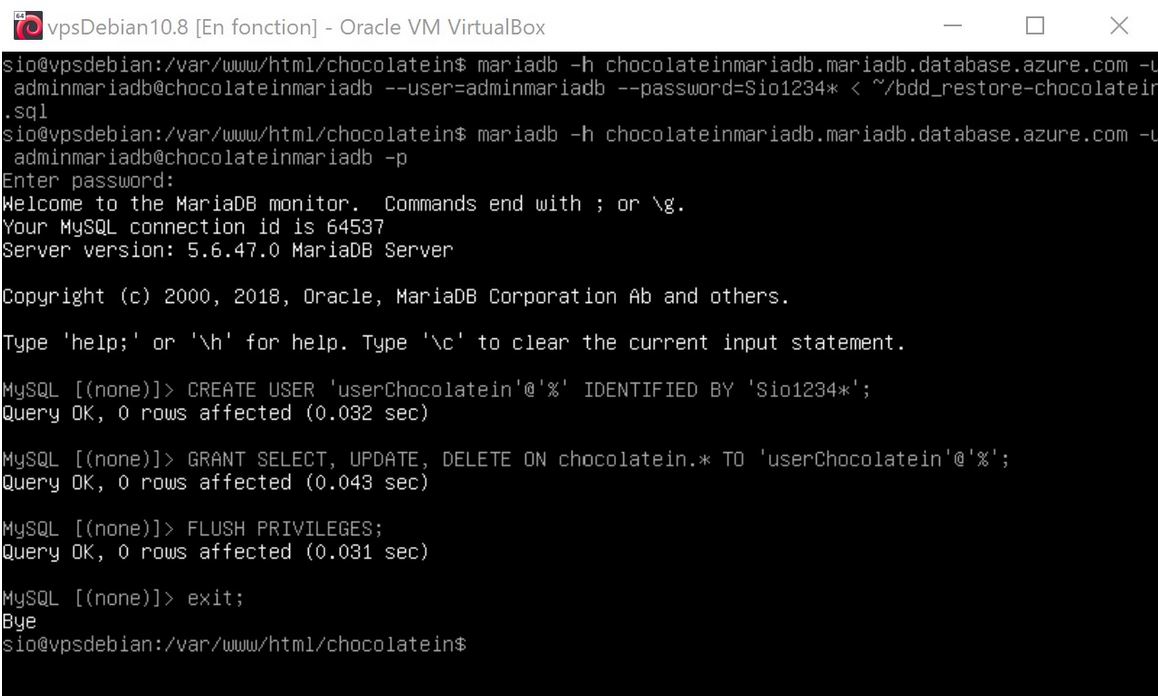 64
vpsDebian10.8 [En fonction] - Oracle VM VirtualBox
sio@vpsdebian:/var/www/html/chocolatein$ mariadb -h chocolateinmariadb.mariadb.database.azure.com -u
adminmariadb@chocolateinmariadb --user=adminmariadb --password=Sio1234* < ~/bdd_restore-chocolatein
.sql
sio@vpsdebian:/var/www/html/chocolatein$ mariadb -h chocolateinmariadb.mariadb.database.azure.com -u
adminmariadb@chocolateinmariadb -p
Enter password:
Welcome to the MariaDB monitor.  Commands end with ; or \g.
Your MySQL connection id is 64537
Server version: 5.6.47.0 MariaDB Server
Copyright (c) 2000, 2018, Oracle, MariaDB Corporation Ab and others.
Type 'help;' or '\h' for help. Type '\c' to clear the current input statement.
MySQL [(none)]> CREATE USER 'userChocolatein'@'%' IDENTIFIED BY 'Sio1234*';
Query OK, 0 rows affected (0.032 sec)
MySQL [(none)]> GRANT SELECT, UPDATE, DELETE ON chocolatein.* TO 'userChocolatein'@'%';
Query OK, 0 rows affected (0.043 sec)
MySQL [(none)]> FLUSH PRIVILEGES;
Query OK, 0 rows affected (0.031 sec)
MySQL [(none)]> exit;
Bye
sio@vpsdebian:/var/www/html/chocolatein$